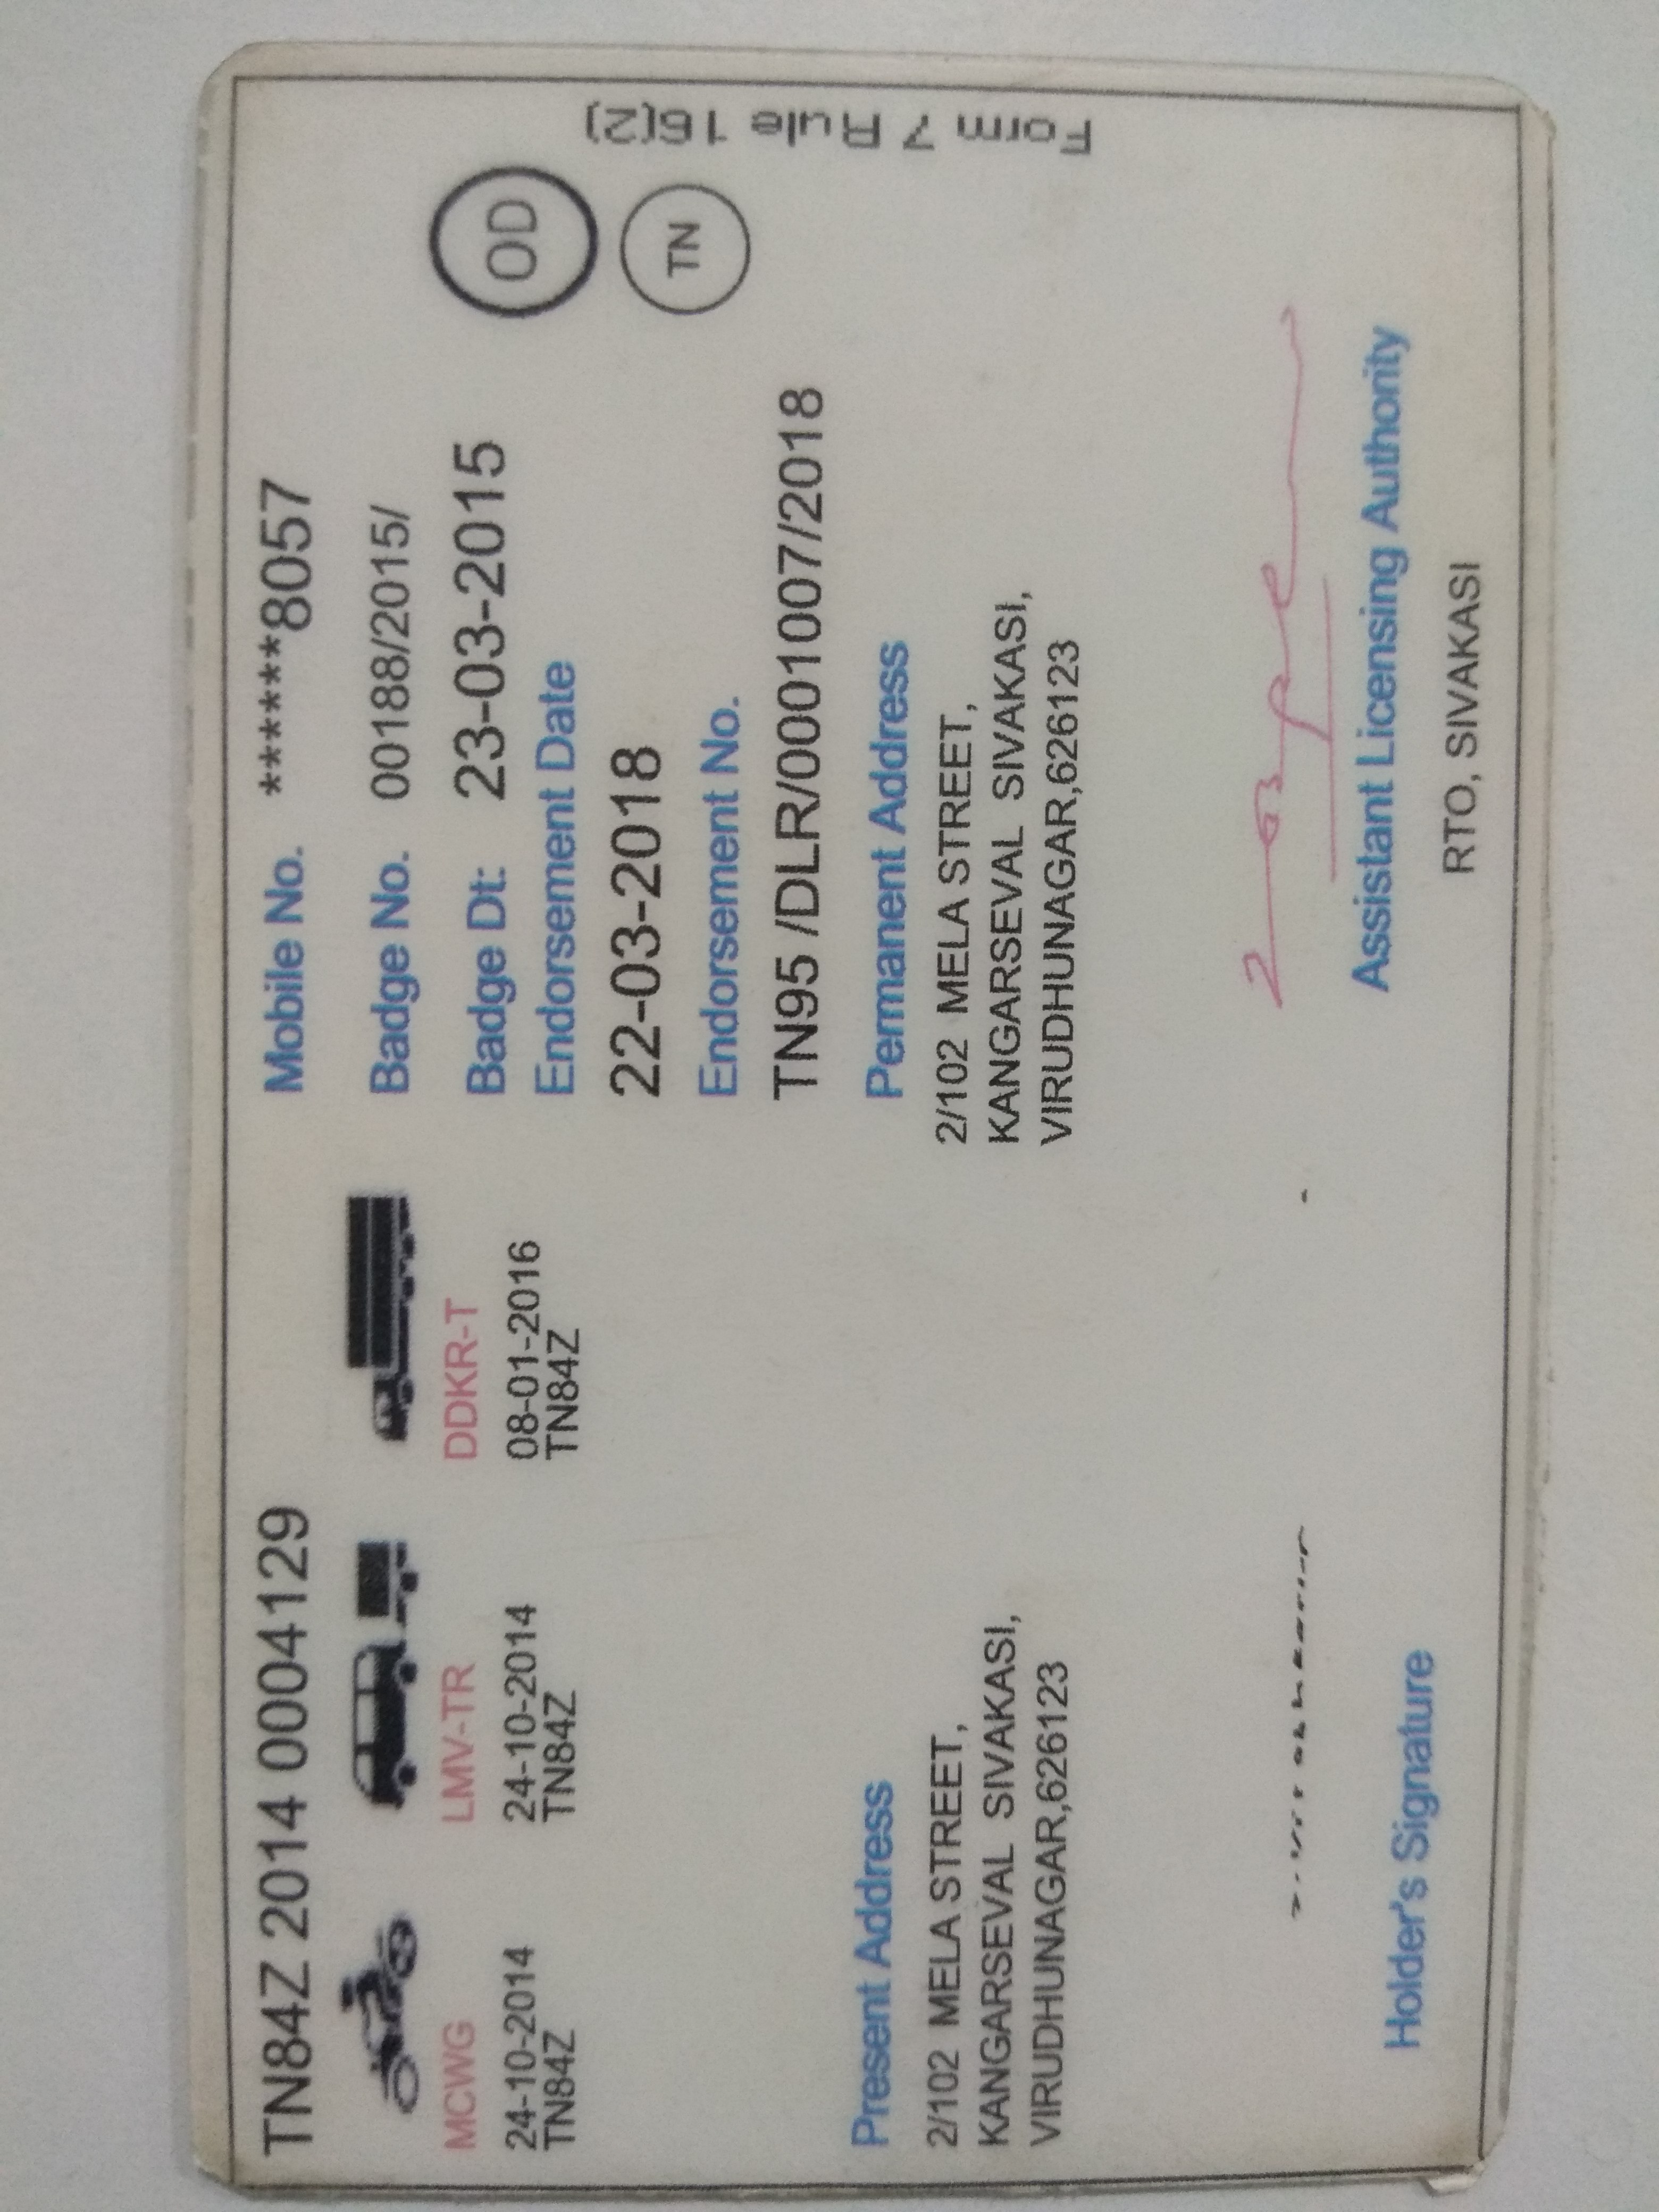 TN84Z 2014 0004129
MCWG
24-10-2014
TN84Z
LMV-TR
24-10-2014
TN84Z
DDKR-T
08-01-2016
TN84Z
Present Address
2/102 MELA STREET,
KANGARSEVAL SIVAKASI,
VIRUDHUNAGAR,626123
Holder's Signature
Mobile No. ******8057
Badge No. 00188/2015/
Badge Dt: 23-03-2015
Endorsement Date
22-03-2018
Endorsement No.
TN95 /DLR/0001007/2018
Permanent Address
2/102 MELA STREET,
KANGARSEVAL SIVAKASI,
VIRUDHUNAGAR,626123
Assistant Licensing Authority
RTO, SIVAKASI
OD
TN
Form 7 Rule 16(2)